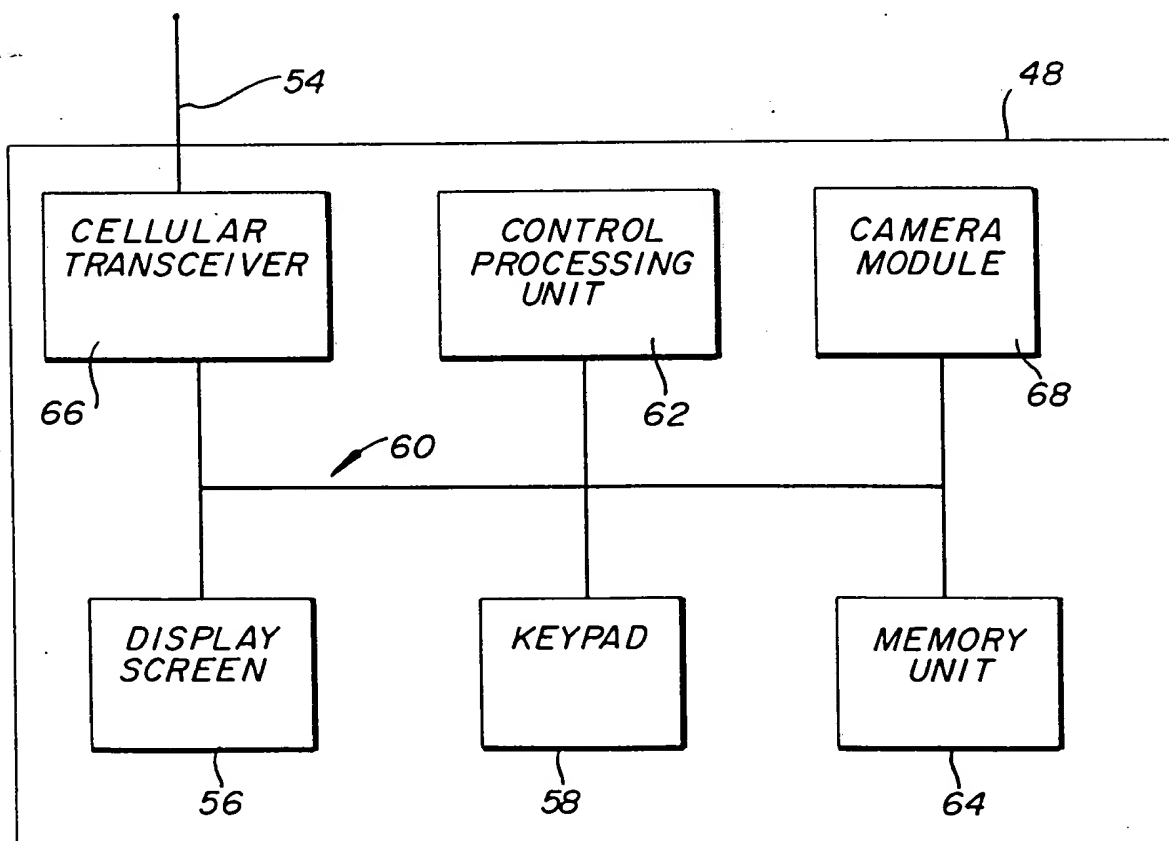 54
48
CELLULAR
TRANSCEIVER
CONTROL
PROCESSING
UNIT
CAMERA
MODULE
66
62
68
60
DISPLAY
SCREEN
KEYPAD
MEMORY
UNIT
56
58
64